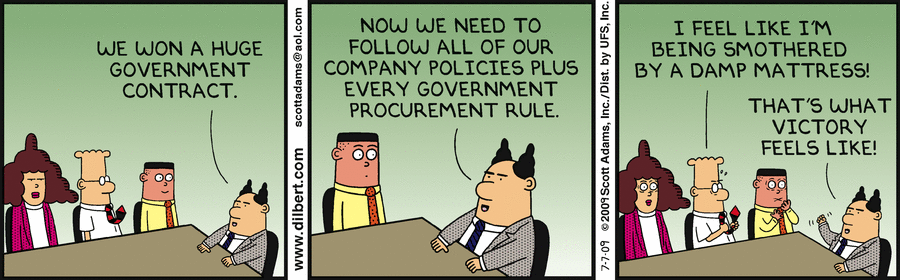 WE WON A HUGE
GOVERNMENT
CONTRACT.
scottadams@aol.com
www.dilbert.com
NOW WE NEED TO
FOLLOW ALL OF OUR
COMPANY POLICIES PLUS
EVERY GOVERNMENT
PROCUREMENT RULE.
7-7-09 ©2009 Scott Adams, Inc./Dist. by UFS, Inc.
I FEEL LIKE I'M
BEING SMOTHERED
BY A DAMP MATTRESS!
THAT'S WHAT
VICTORY
FEELS LIKE!